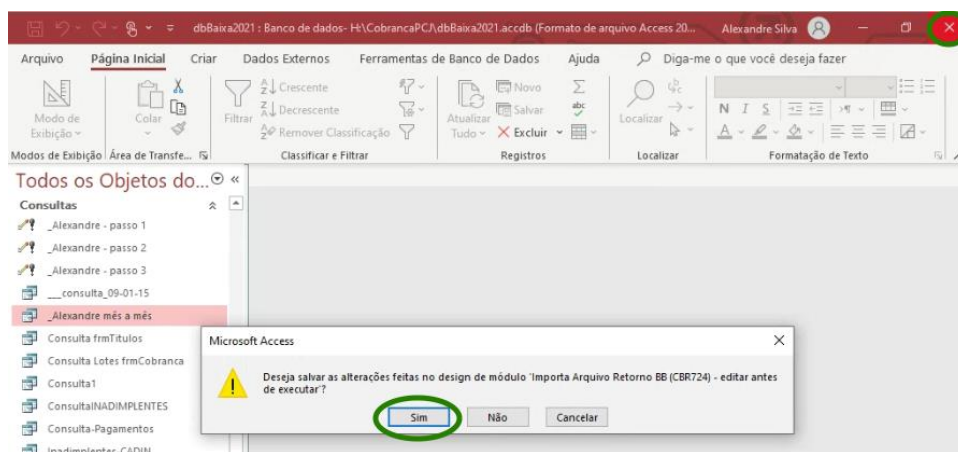 dbBaixa2021 : Banco de dados- H:\CobrancaPCJ\dbBaixa2021.accdb (Formato de arquivo Access 20... Alexandre Silva
Arquivo Página Inicial Criar Dados Externos Ferramentas de Banco de Dados Ajuda Diga-me o que você deseja fazer
Modo de Exibição
Colar
Filtrar
Crescente
Decrescente
Remover Classificação
Atualizar Tudo
Novo
Salvar
Excluir
Localizar
N I S
Modos de Exibição Área de Transfe... Classificar e Filtrar Registros Localizar Formatação de Texto
Todos os Objetos do...
Consultas
_Alexandre - passo 1
_Alexandre - passo 2
_Alexandre - passo 3
___consulta_09-01-15
_Alexandre mês a mês
Consulta frmTitulos
Consulta Lotes frmCobranca
Consulta1
ConsultaINADIMPLENTES
Consulta-Pagamentos
Inadimplentes-CADIN
Microsoft Access
Deseja salvar as alterações feitas no design de módulo 'Importa Arquivo Retorno BB (CBR724) - editar antes
de executar'?
Sim Não Cancelar